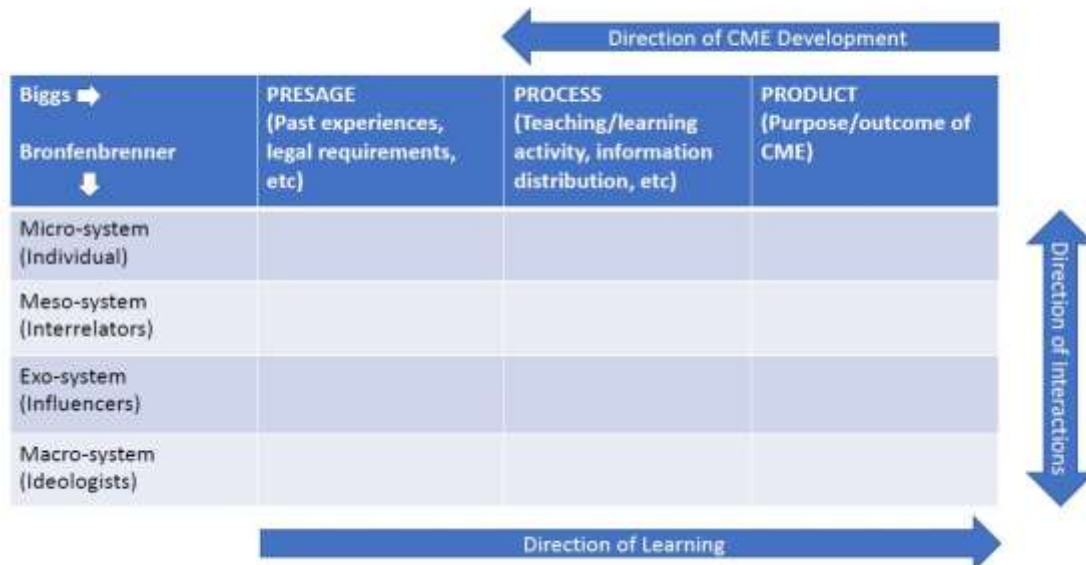 Direction of CME Development
Biggs
Bronfenbrenner
PRESAGE
(Past experiences,
legal requirements,
etc)
PROCESS
(Teaching/learning
activity, information
distribution, etc)
PRODUCT
(Purpose/outcome of
CME)
Micro-system
(Individual)
Meso-system
(Interrelators)
Exo-system
(Influencers)
Macro-system
(Ideologists)
Direction of Interactions
Direction of Learning